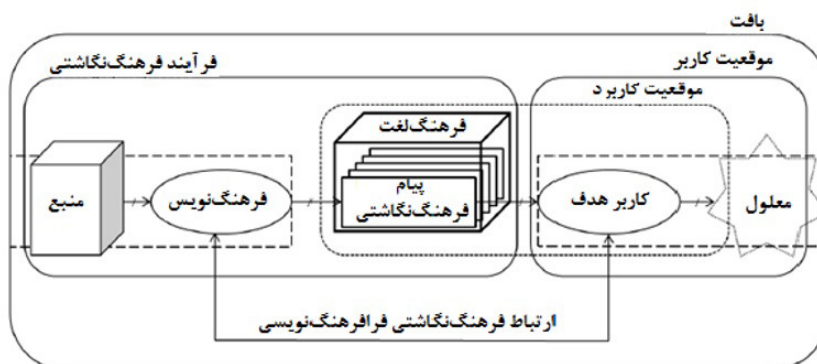 بافت
موقعیت کاربر
فرآیند فرهنگ‌نگاشتی
موقعیت کاربرد
فرهنگ‌لغت
پیام
فرهنگ‌نگاشتی
منبع
فرهنگ‌نویس
کاربر هدف
معلول
ارتباط فرهنگ‌نگاشتی فرافرهنگ‌نویسی